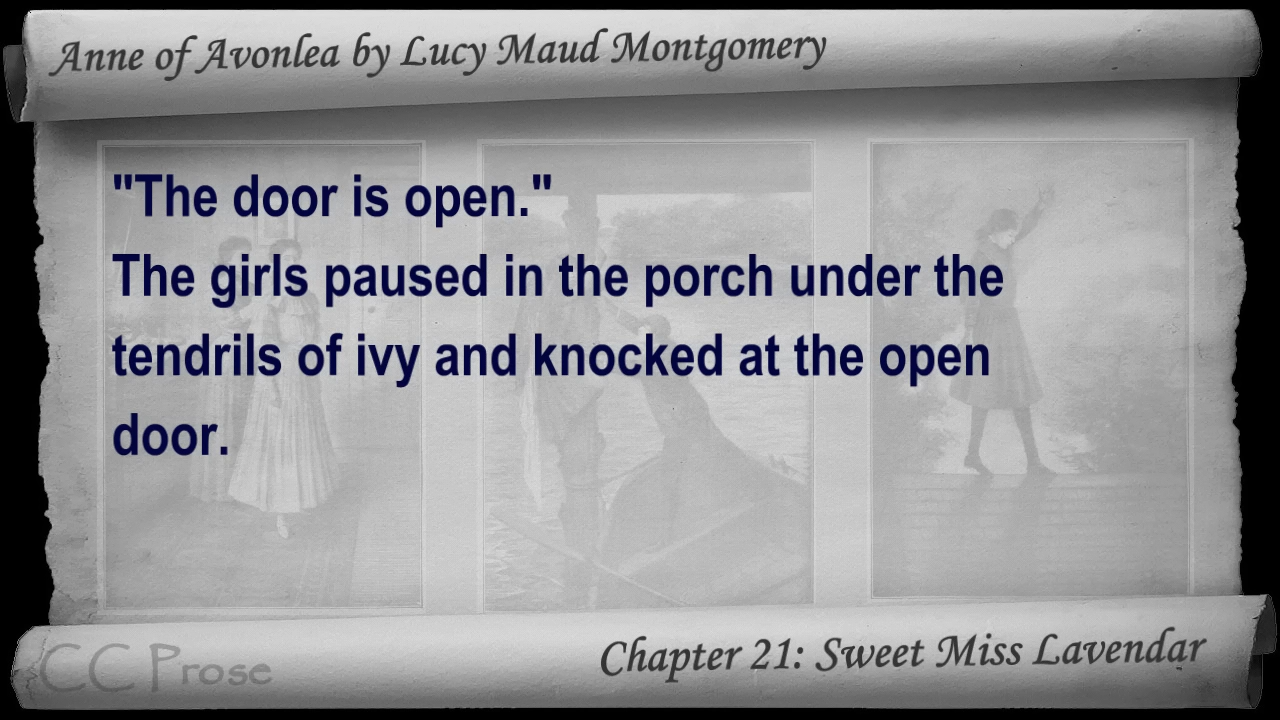 Anne of Avonlea by Lucy Maud Montgomery
"The door is open."
The girls paused in the porch under the
tendrils of ivy and knocked at the open
door.
CC Prose
Chapter 21: Sweet Miss Lavendar